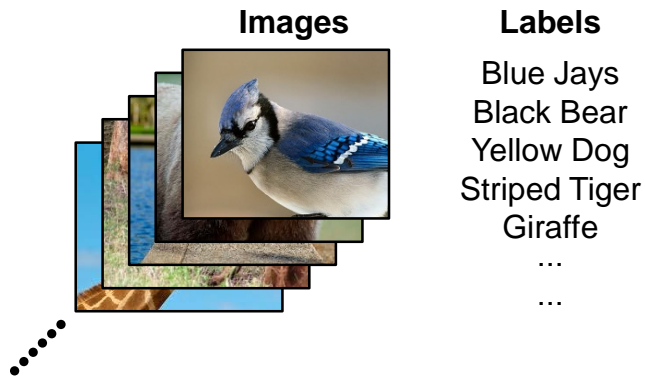 Images
Labels
Blue Jays
Black Bear
Yellow Dog
Striped Tiger
Giraffe
...
...